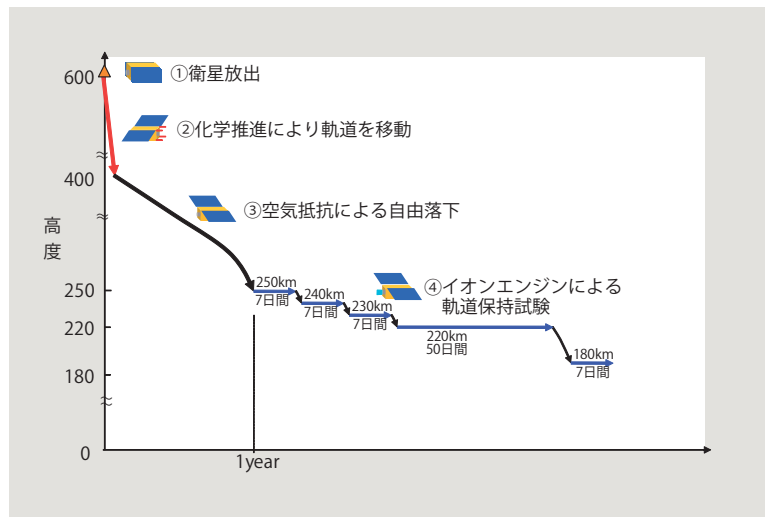 600
①衛星放出
②化学推進により軌道を移動
400
③空気抵抗による自由落下
高度
250
250km
7日間
240km
7日間
230km
7日間
④イオンエンジンによる
軌道保持試験
220
220km
50日間
180km
7日間
180
0
1year